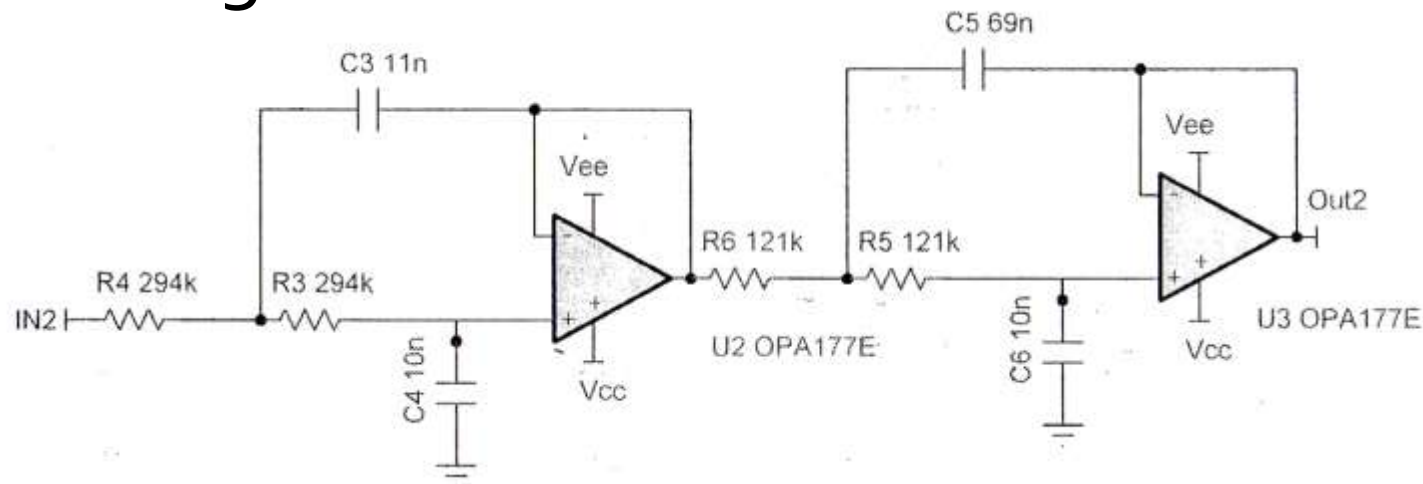 C5 69n
C3 11n
Vee
Vee
Out2
R6 121k
R5 121k
R4 294k
R3 294k
IN2
U3 OPA177E
U2 OPA177E
Vcc
C6 10n
C4 10n
Vcc